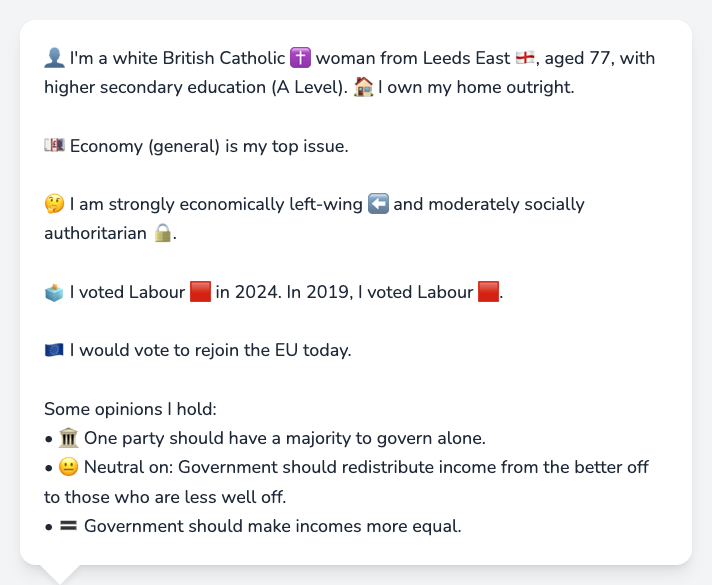 👤 I'm a white British Catholic ✝️ woman from Leeds East 🏴󠁧󠁢󠁥󠁮󠁧󠁿, aged 77, with
higher secondary education (A Level). 🏠 I own my home outright.
💷 Economy (general) is my top issue.
🤔 I am strongly economically left-wing ⬅️ and moderately socially
authoritarian 🔒.
🗳️ I voted Labour 🟥 in 2024. In 2019, I voted Labour 🟥.
🇪🇺 I would vote to rejoin the EU today.
Some opinions I hold:
• 🏛️ One party should have a majority to govern alone.
• 😐 Neutral on: Government should redistribute income from the better off
to those who are less well off.
• 🟰 Government should make incomes more equal.